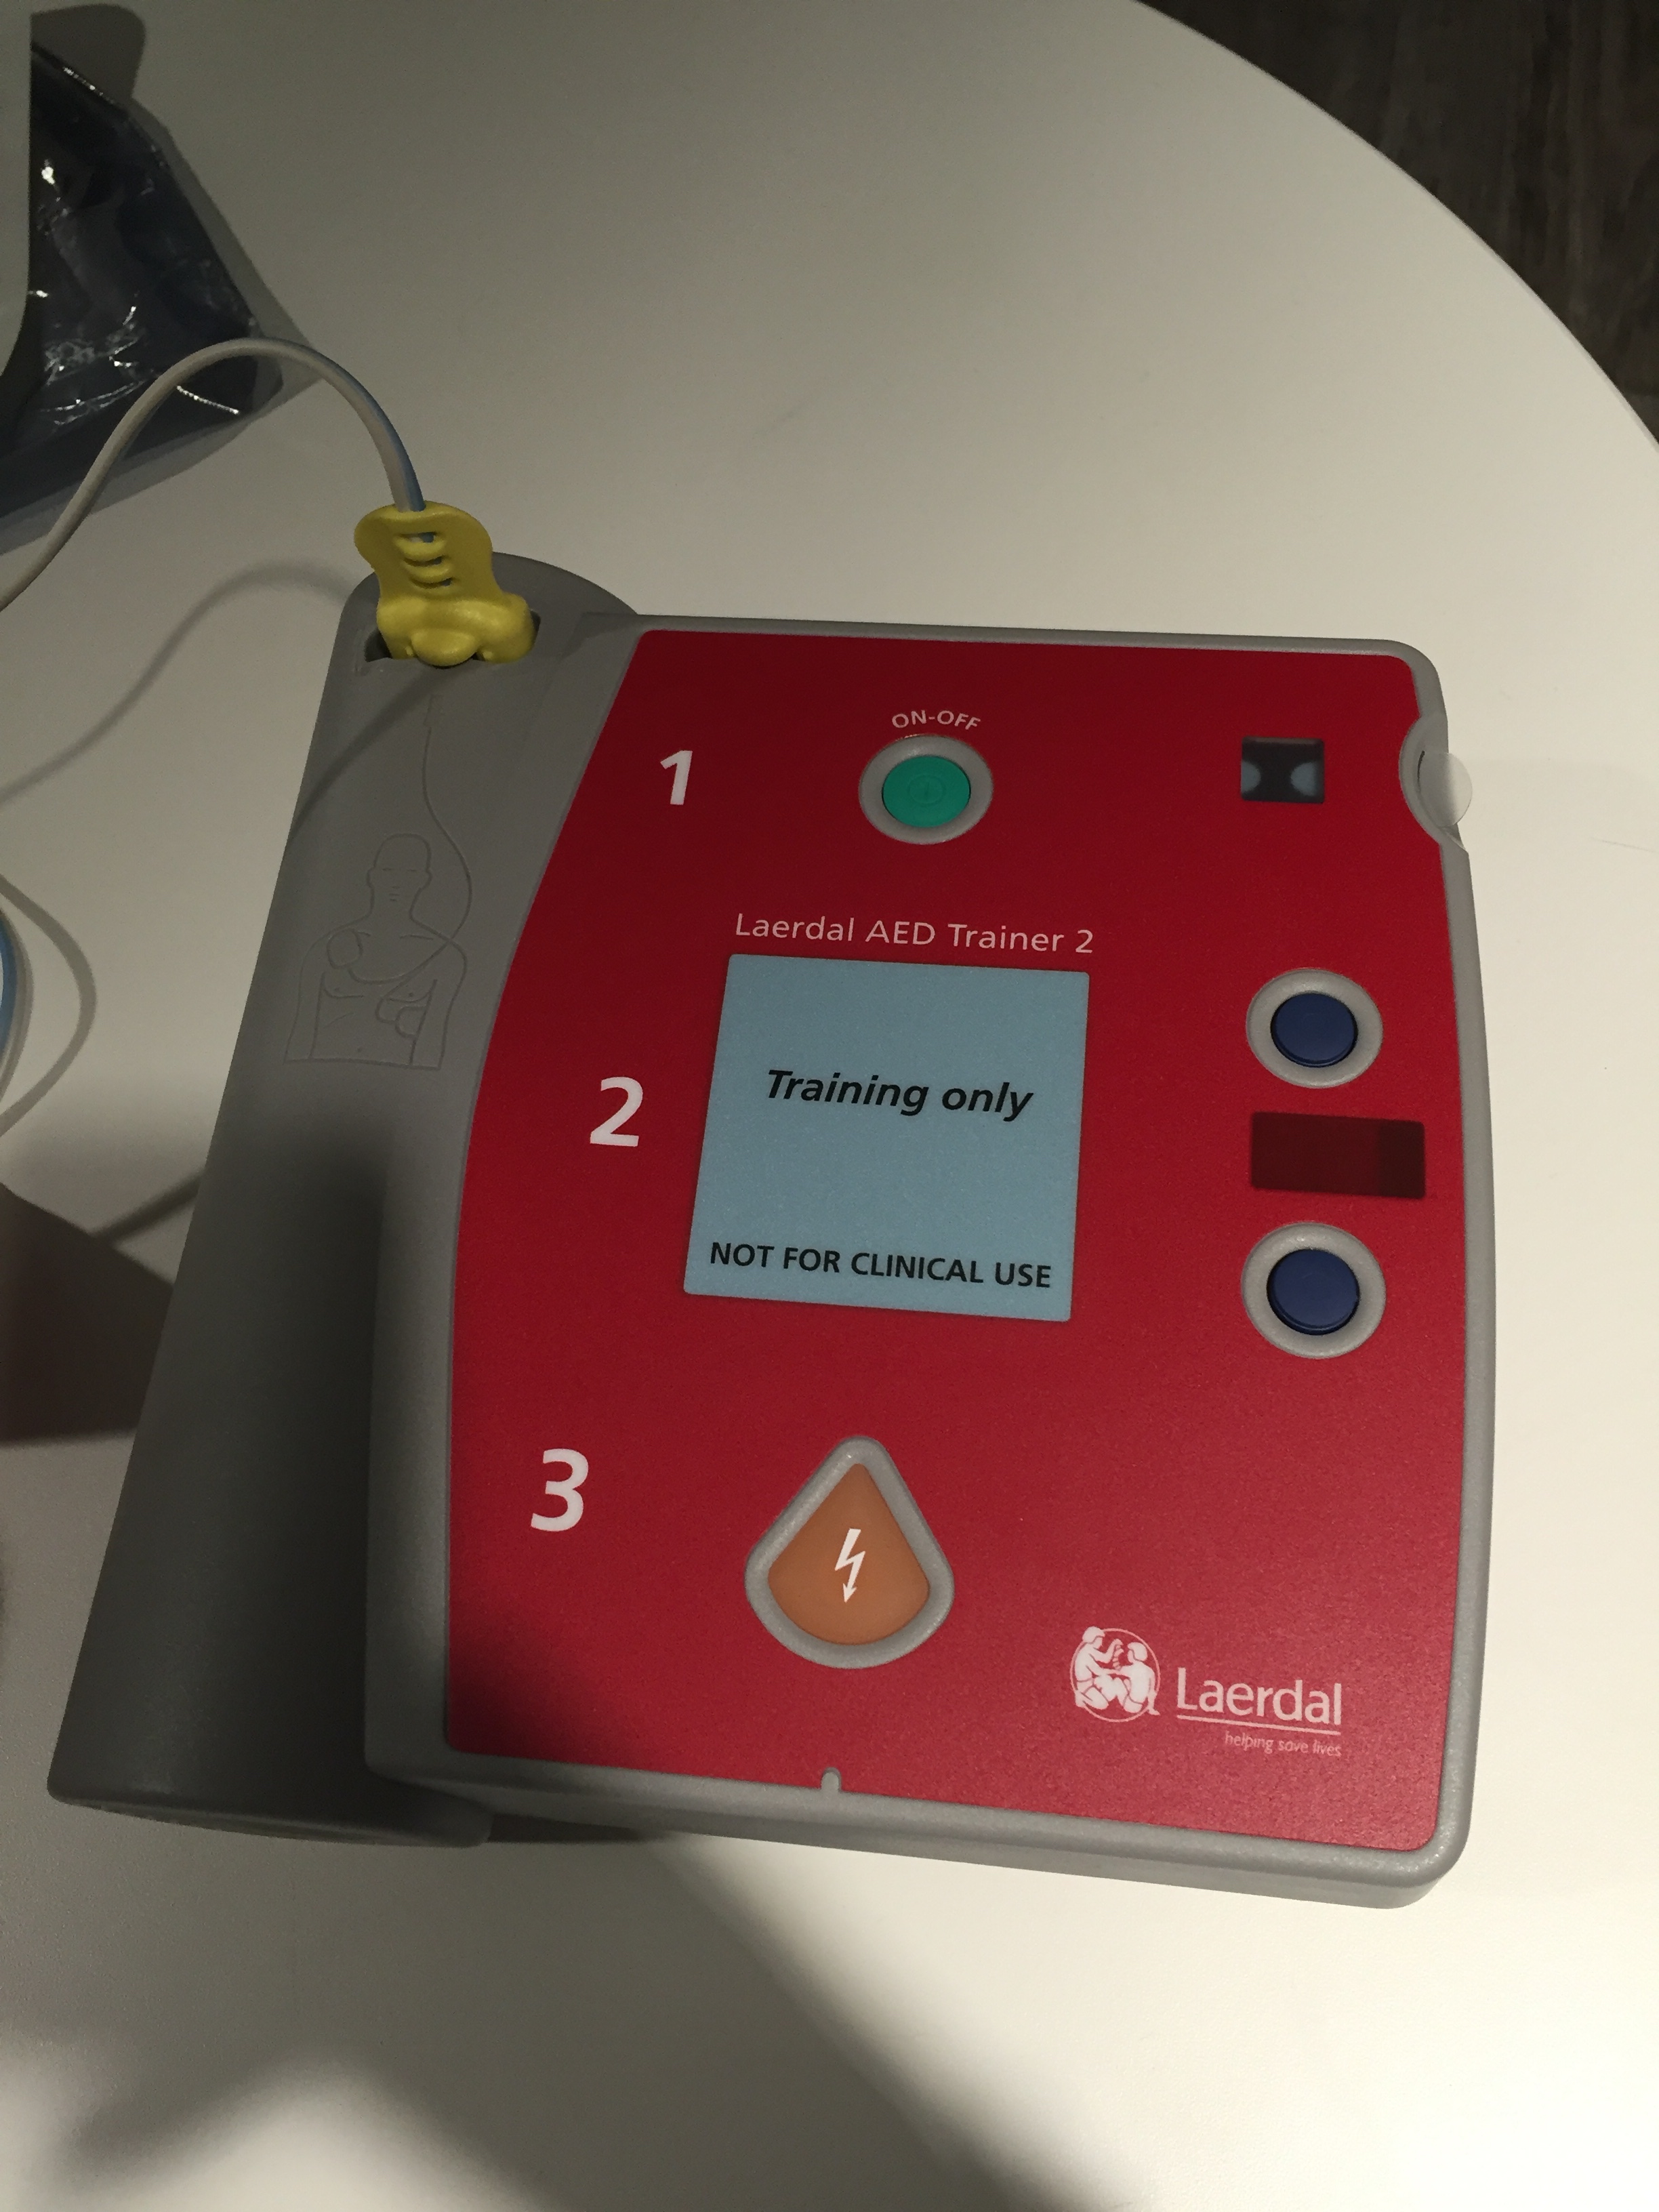 ON-OFF
1
Laerdal AED Trainer 2
Training only
2
NOT FOR CLINICAL USE
3
Laerdal
helping save lives